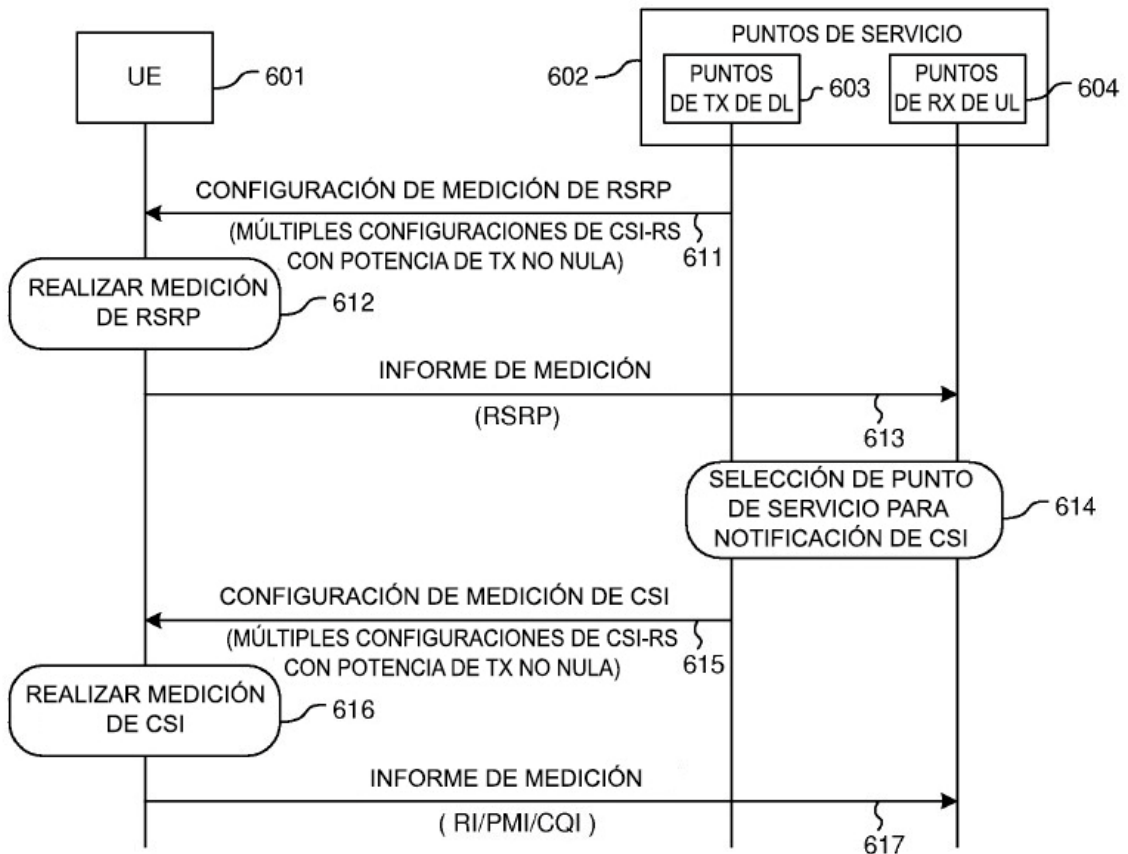 PUNTOS DE SERVICIO
UE
601
602
PUNTOS
DE TX DE DL
603
PUNTOS
DE RX DE UL
604
CONFIGURACIÓN DE MEDICIÓN DE RSRP
(MÚLTIPLES CONFIGURACIONES DE CSI-RS
CON POTENCIA DE TX NO NULA)
611
REALIZAR MEDICIÓN
DE RSRP
612
INFORME DE MEDICIÓN
(RSRP)
613
SELECCIÓN DE PUNTO
DE SERVICIO PARA
NOTIFICACIÓN DE CSI
614
CONFIGURACIÓN DE MEDICIÓN DE CSI
(MÚLTIPLES CONFIGURACIONES DE CSI-RS
CON POTENCIA DE TX NO NULA)
615
REALIZAR MEDICIÓN
DE CSI
616
INFORME DE MEDICIÓN
( RI/PMI/CQI )
617